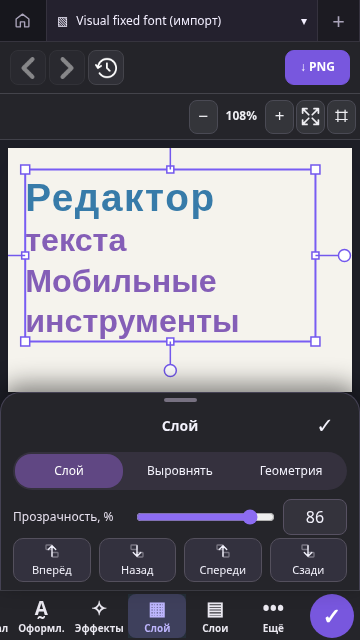 Visual fixed font (импорт)
↓ PNG
108%
Редактор
текста
Мобильные
инструменты
Слой
Слой Выровнять Геометрия
Прозрачность, % 86
Вперёд Назад Спереди Сзади
ал Оформл. Эффекты Слой Слои Ещё